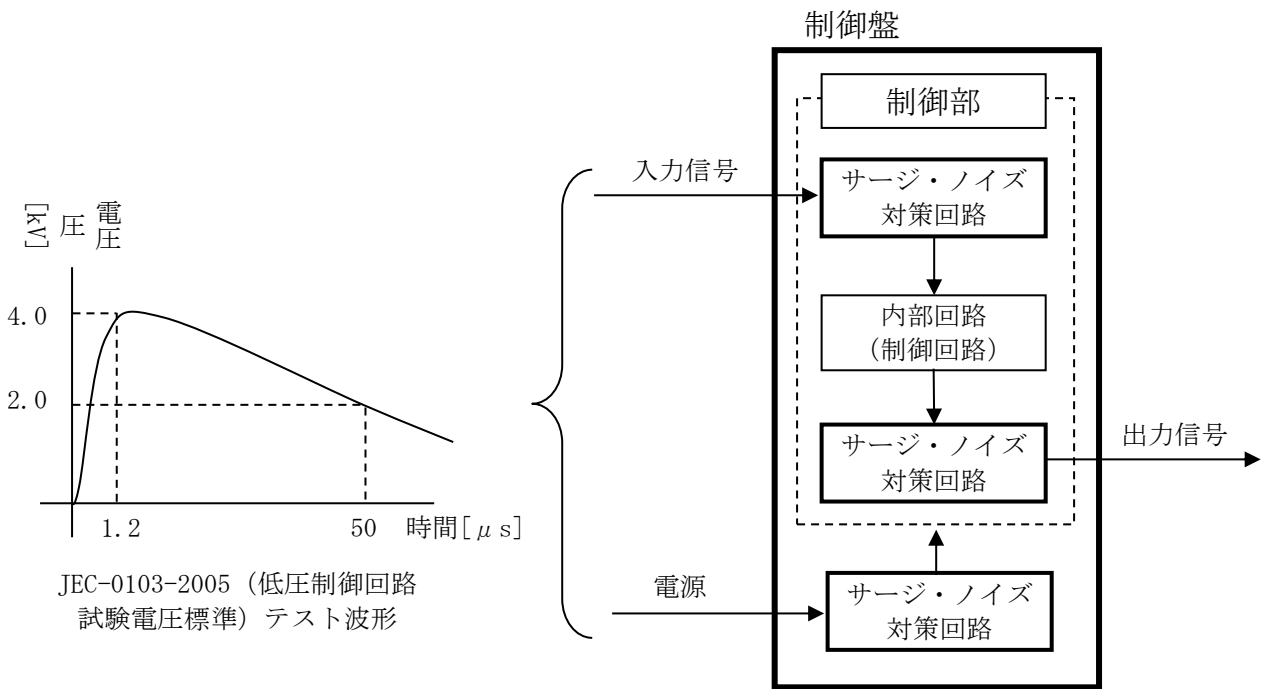 制御盤
制御部
入力信号
サージ・ノイズ
対策回路
内部回路
(制御回路)
サージ・ノイズ
対策回路
出力信号
電源
サージ・ノイズ
対策回路
電圧
圧
[kV]
4.0
2.0
1.2
50
時間[μs]
JEC-0103-2005(低圧制御回路
試験電圧標準)テスト波形